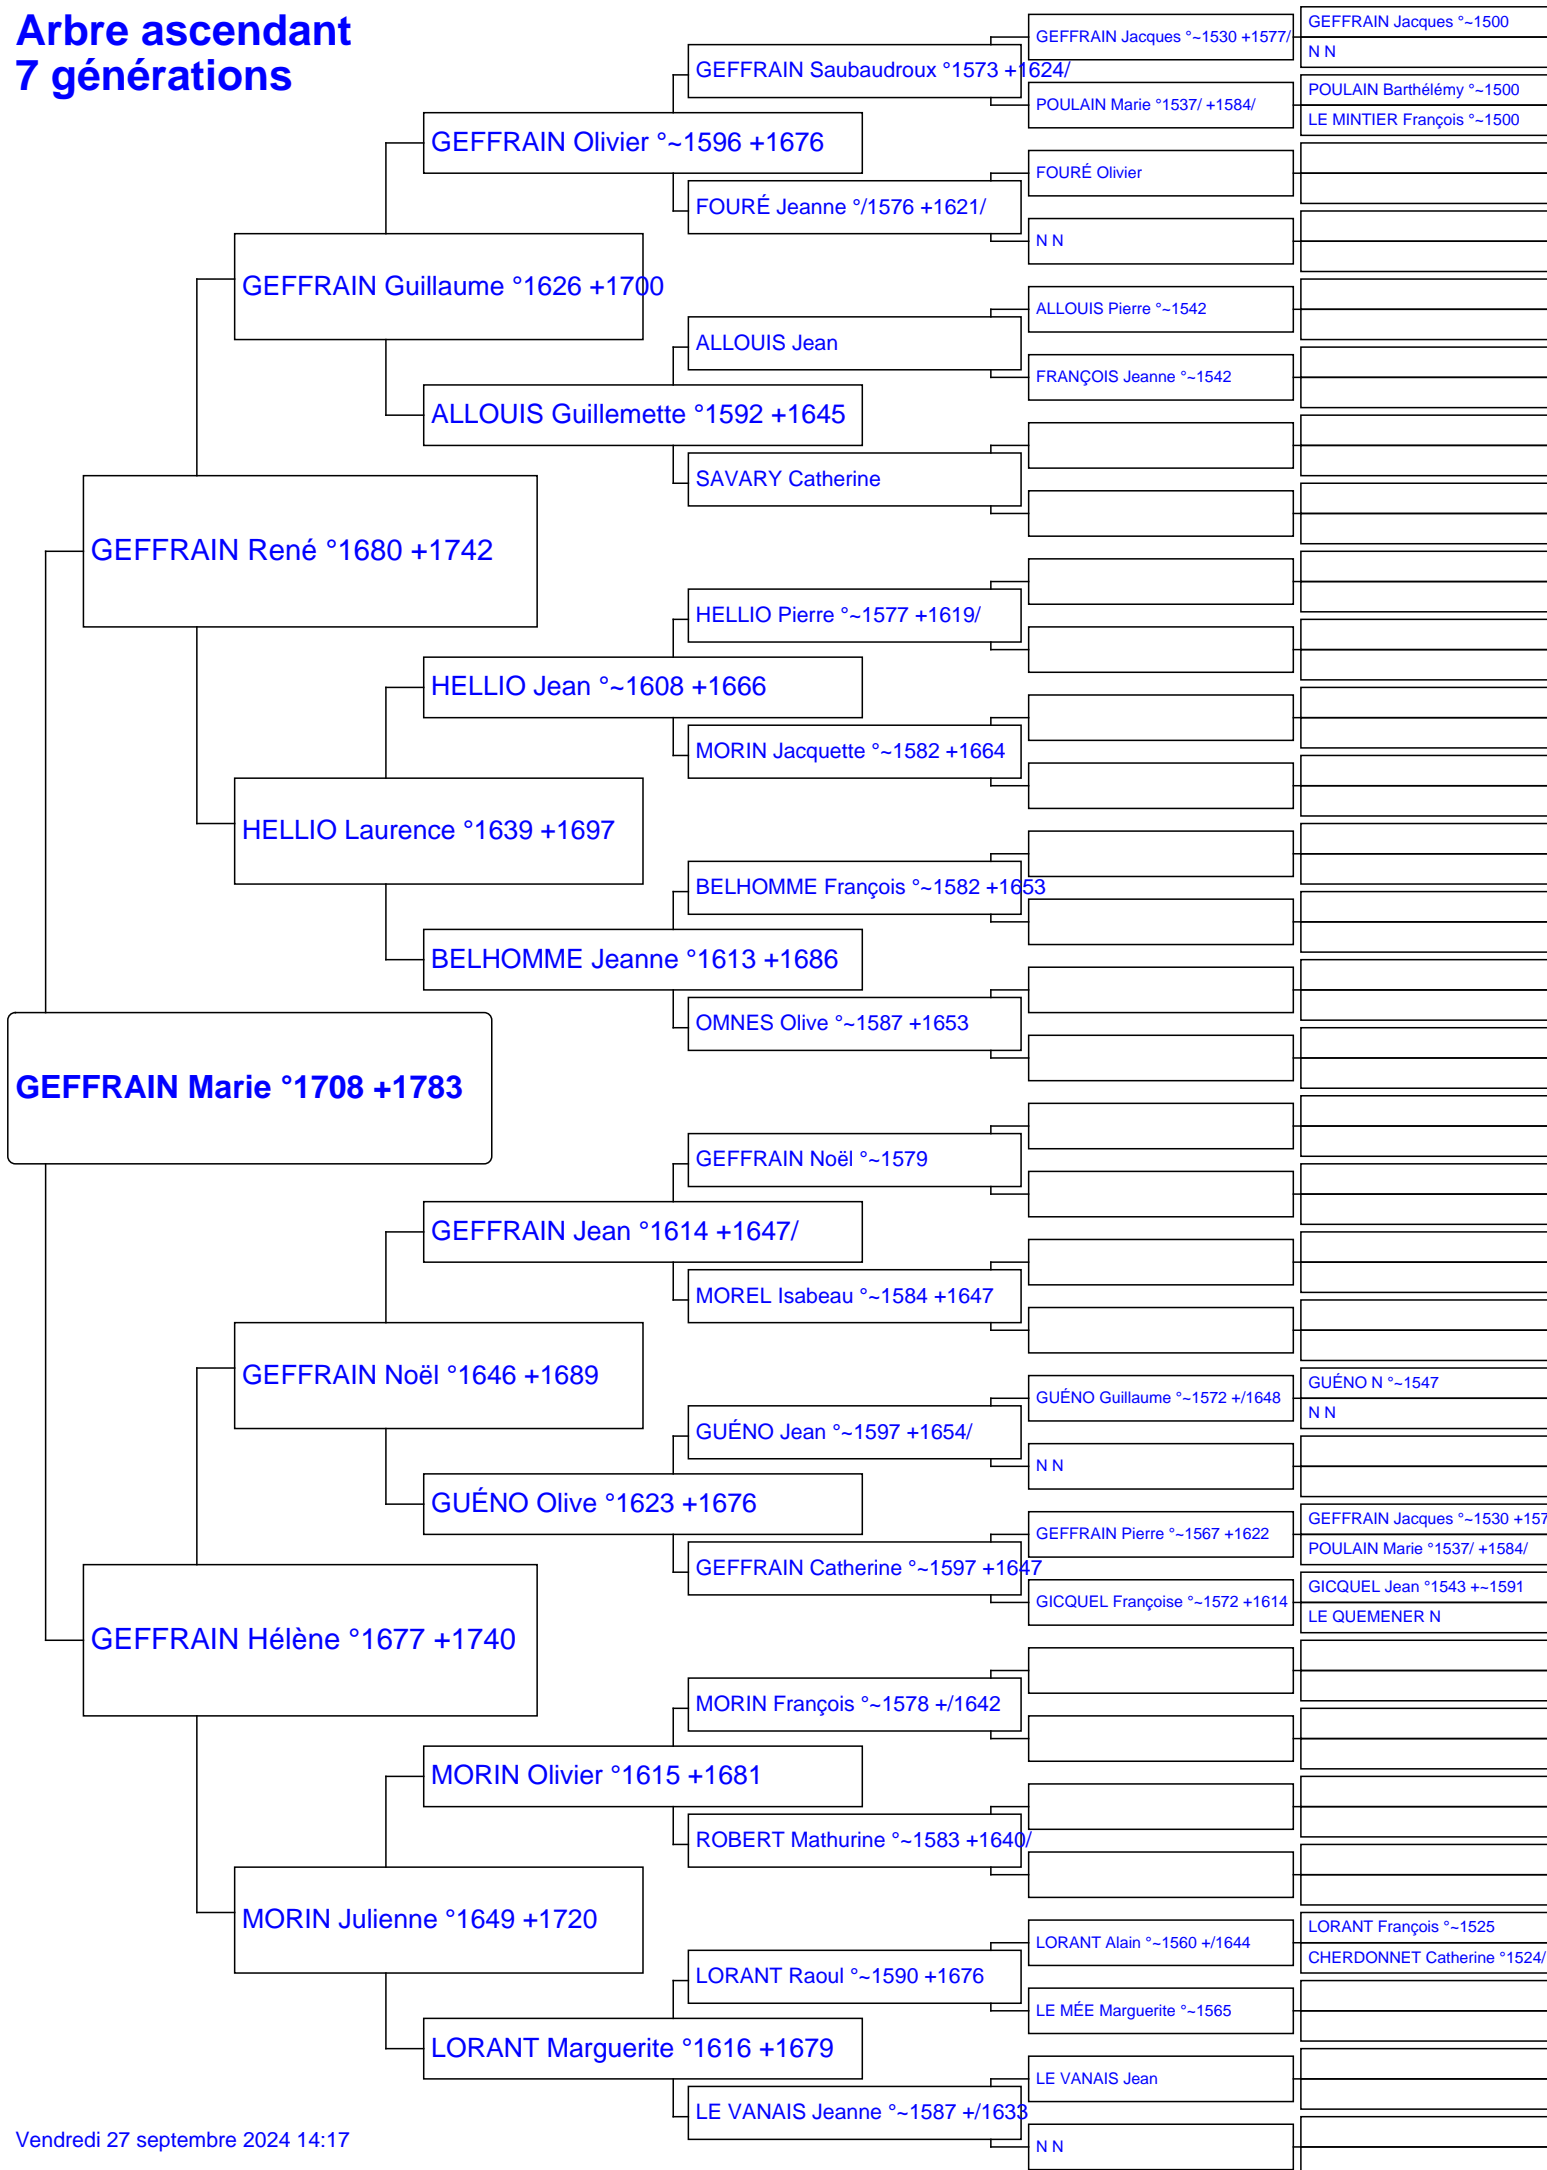 Arbre ascendant
7 générations
GEFFRAIN Marie °1708 +1783
GEFFRAIN René °1680 +1742
GEFFRAIN Hélène °1677 +1740
GEFFRAIN Guillaume °1626 +1700
HELLIO Laurence °1639 +1697
GEFFRAIN Noël °1646 +1689
MORIN Julienne °1649 +1720
GEFFRAIN Olivier °~1596 +1676
ALLOUIS Guillemette °1592 +1645
HELLIO Jean °~1608 +1666
BELHOMME Jeanne °1613 +1686
GEFFRAIN Jean °1614 +1647/
GUÉNO Olive °1623 +1676
MORIN Olivier °1615 +1681
LORANT Marguerite °1616 +1679
GEFFRAIN Saubaudroux °1573 +1624/
FOURÉ Jeanne °/1576 +1621/
ALLOUIS Jean
SAVARY Catherine
HELLIO Pierre °~1577 +1619/
MORIN Jacquette °~1582 +1664
BELHOMME François °~1582 +1653
OMNES Olive °~1587 +1653
GEFFRAIN Noël °~1579
MOREL Isabeau °~1584 +1647
GUÉNO Jean °~1597 +1654/
GEFFRAIN Catherine °~1597 +1647
MORIN François °~1578 +/1642
ROBERT Mathurine °~1583 +1640/
LORANT Raoul °~1590 +1676
LE VANAIS Jeanne °~1587 +/1633
GEFFRAIN Jacques °~1530 +1577/
POULAIN Marie °1537/ +1584/
FOURÉ Olivier
N N
ALLOUIS Pierre °~1542
FRANÇOIS Jeanne °~1542
GUÉNO Guillaume °~1572 +/1648
N N
GEFFRAIN Pierre °~1567 +1622
GICQUEL Françoise °~1572 +1614
LORANT Alain °~1560 +/1644
LE MÉE Marguerite °~1565
LE VANAIS Jean
N N
GEFFRAIN Jacques °~1500
N N
POULAIN Barthélémy °~1500
LE MINTIER François °~1500
GUÉNO N °~1547
N N
GEFFRAIN Jacques °~1530 +157
POULAIN Marie °1537/ +1584/
GICQUEL Jean °1543 +~1591
LE QUEMENER N
LORANT François °~1525
CHERDONNET Catherine °1524/
Vendredi 27 septembre 2024 14:17